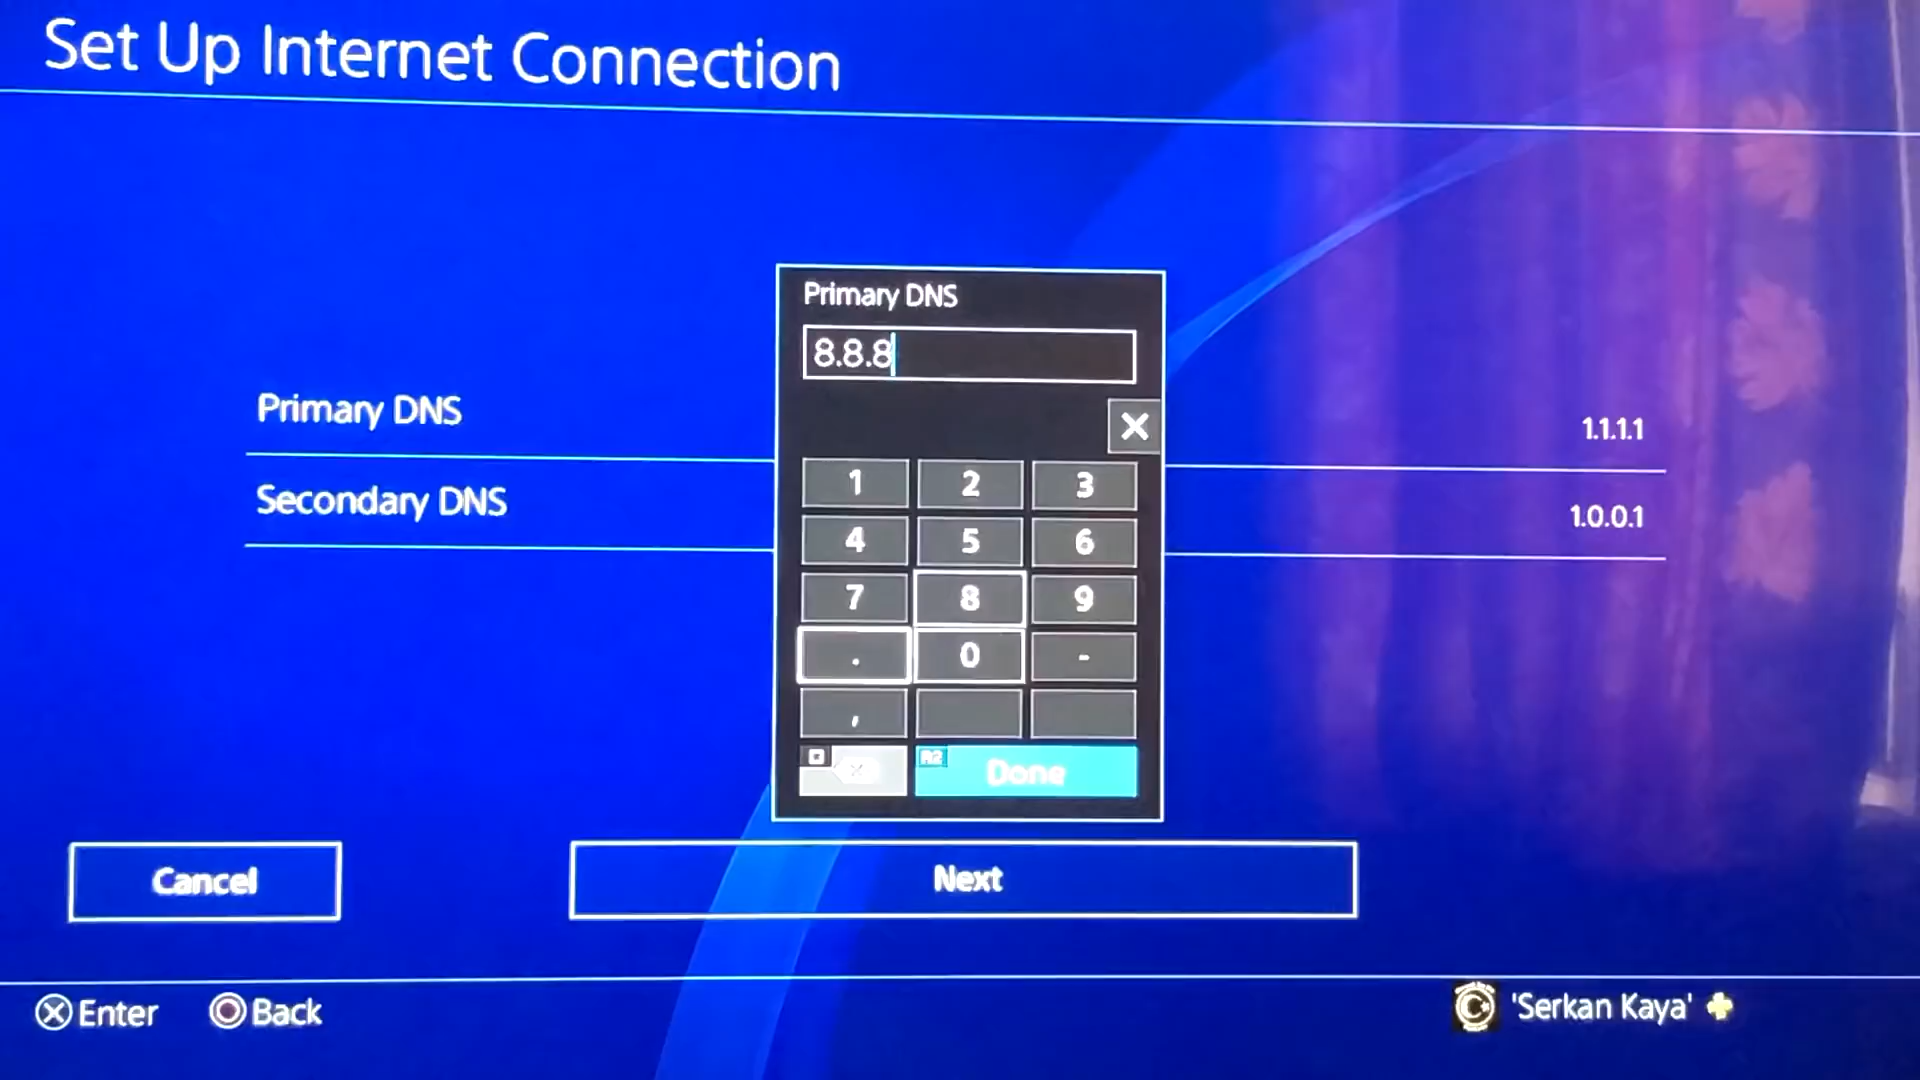 Set Up Internet Connection
Primary DNS
8.8.8
Primary DNS
1.1.1.1
Secondary DNS
1.0.0.1
1 2 3
4 5 6
7 8 9
. 0 -
,
R2 Done
Cancel
Next
Enter Back
'Serkan Kaya'